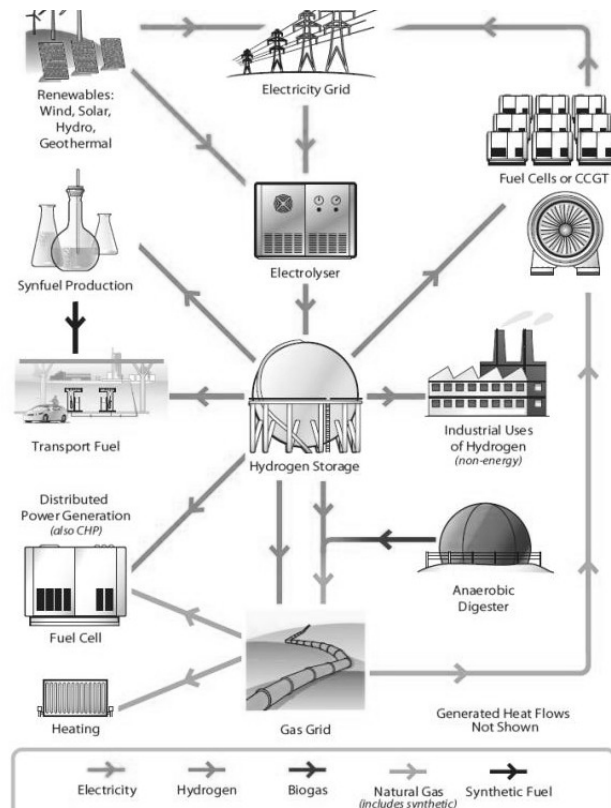 Renewables:
Wind, Solar,
Hydro,
Geothermal
Electricity Grid
Fuel Cells or CCGT
Electrolyser
Synfuel Production
Transport Fuel
Hydrogen Storage
Industrial Uses
of Hydrogen
(non-energy)
Distributed
Power Generation
(also CHP)
Fuel Cell
Anaerobic
Digester
Heating
Gas Grid
Generated Heat Flows
Not Shown
Electricity
Hydrogen
Biogas
Natural Gas
(includes synthetic)
Synthetic Fuel